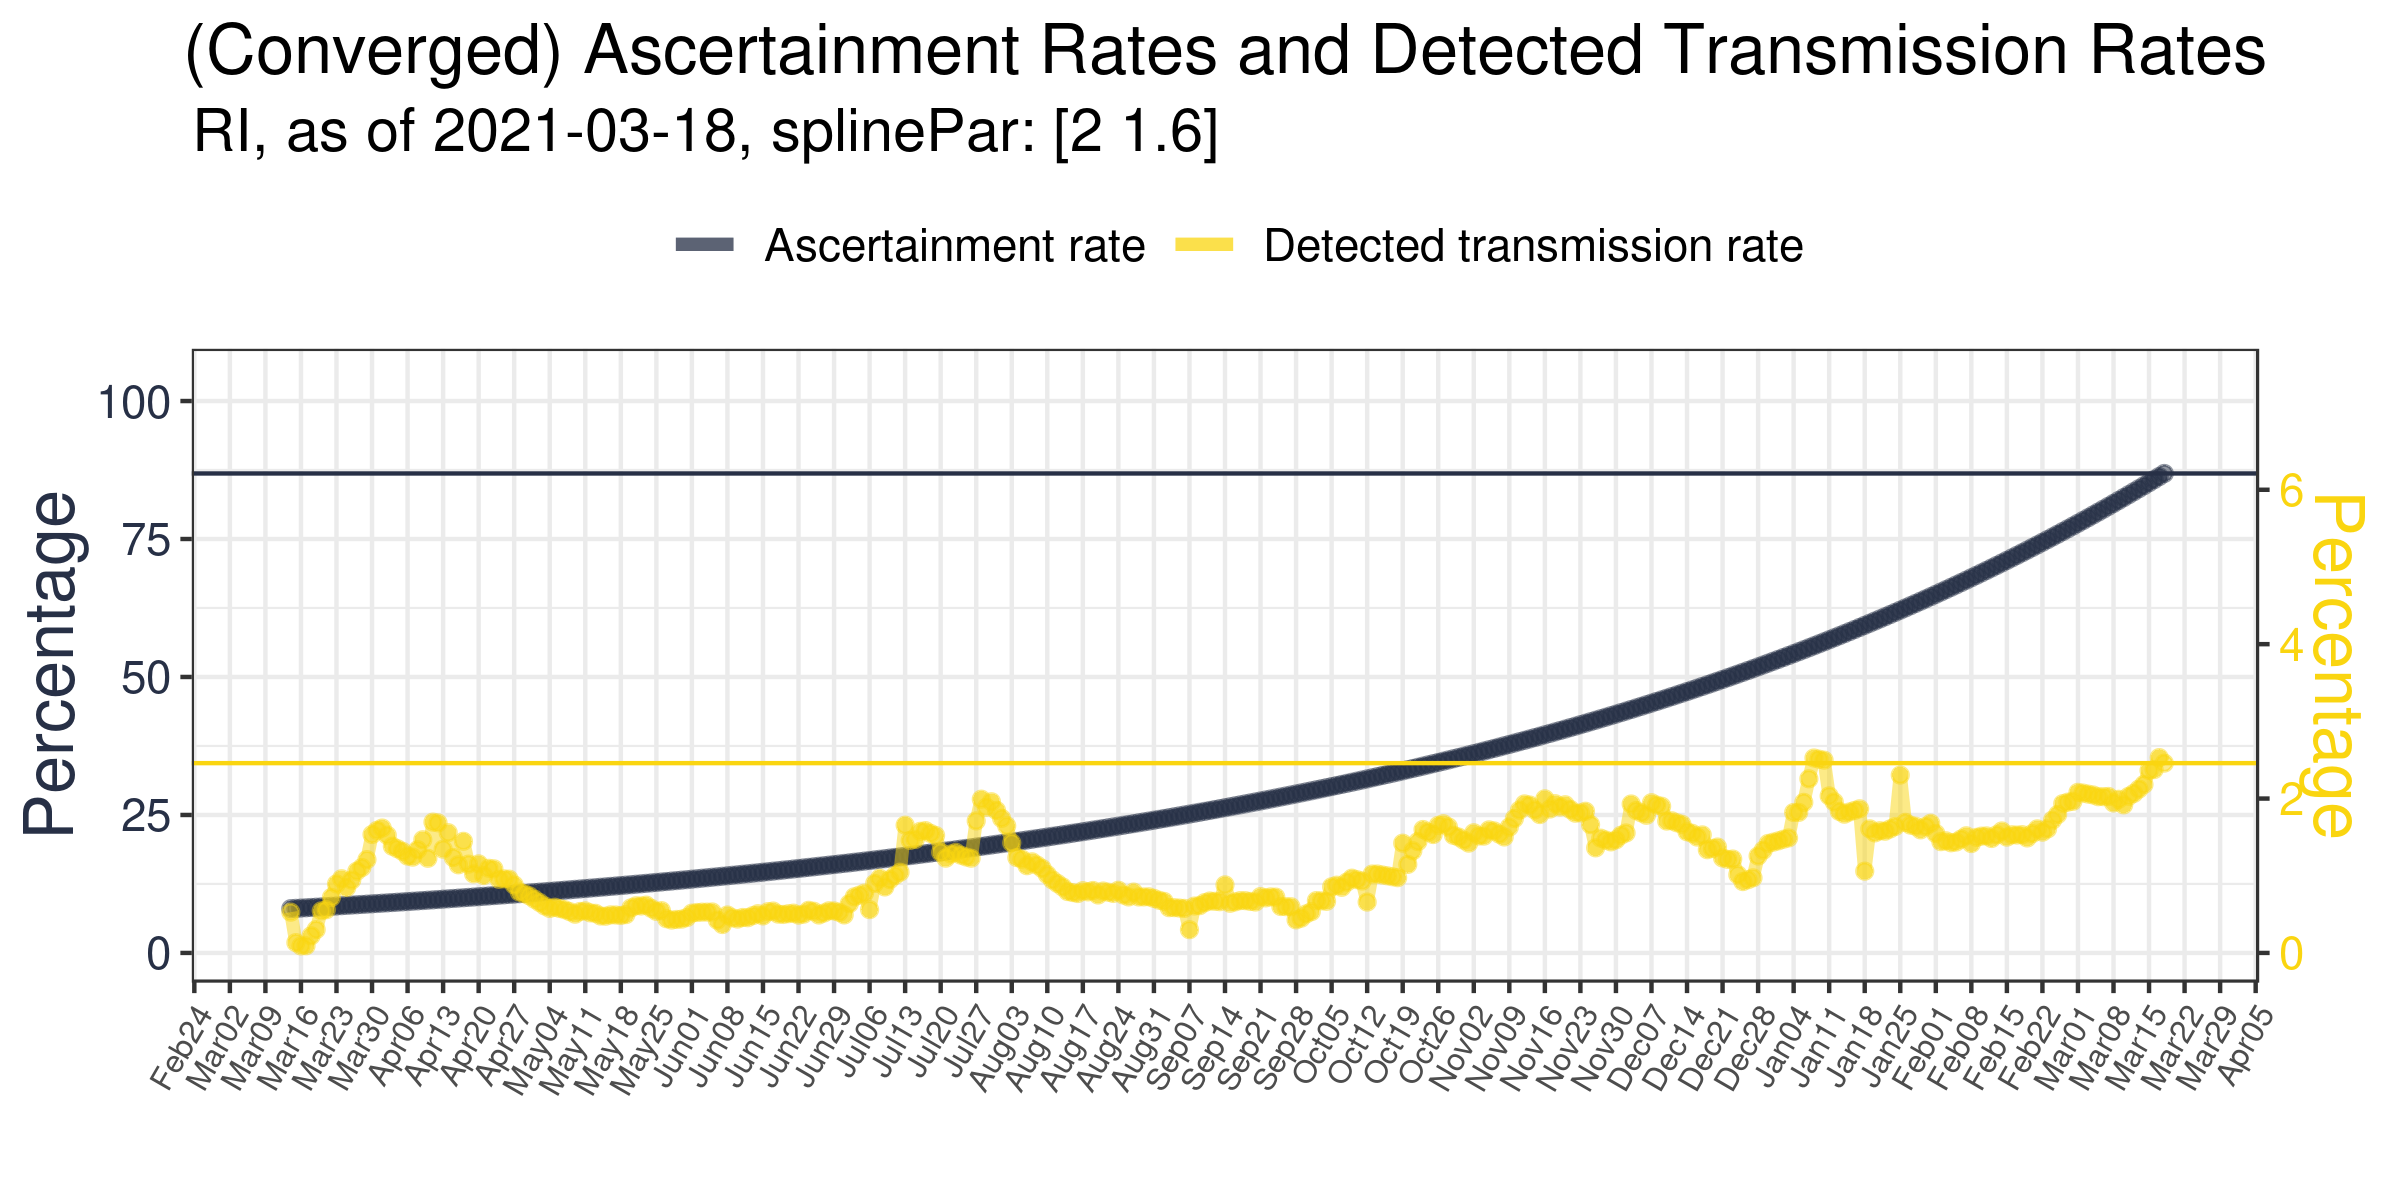 (Converged) Ascertainment Rates and Detected Transmission Rates
RI, as of 2021-03-18, splinePar: [2 1.6]
Ascertainment rate Detected transmission rate
Percentage
100
75
50
25
0
6
4
2
0
Percentage
Feb24 Mar02 Mar09 Mar16 Mar23 Mar30 Apr06 Apr13 Apr20 Apr27 May04 May11 May18 May25 Jun01 Jun08 Jun15 Jun22 Jun29 Jul06 Jul13 Jul20 Jul27 Aug03 Aug10 Aug17 Aug24 Aug31 Sep07 Sep14 Sep21 Sep28 Oct05 Oct12 Oct19 Oct26 Nov02 Nov09 Nov16 Nov23 Nov30 Dec07 Dec14 Dec21 Dec28 Jan04 Jan11 Jan18 Jan25 Feb01 Feb08 Feb15 Feb22 Mar01 Mar08 Mar15 Mar22 Mar29 Apr05